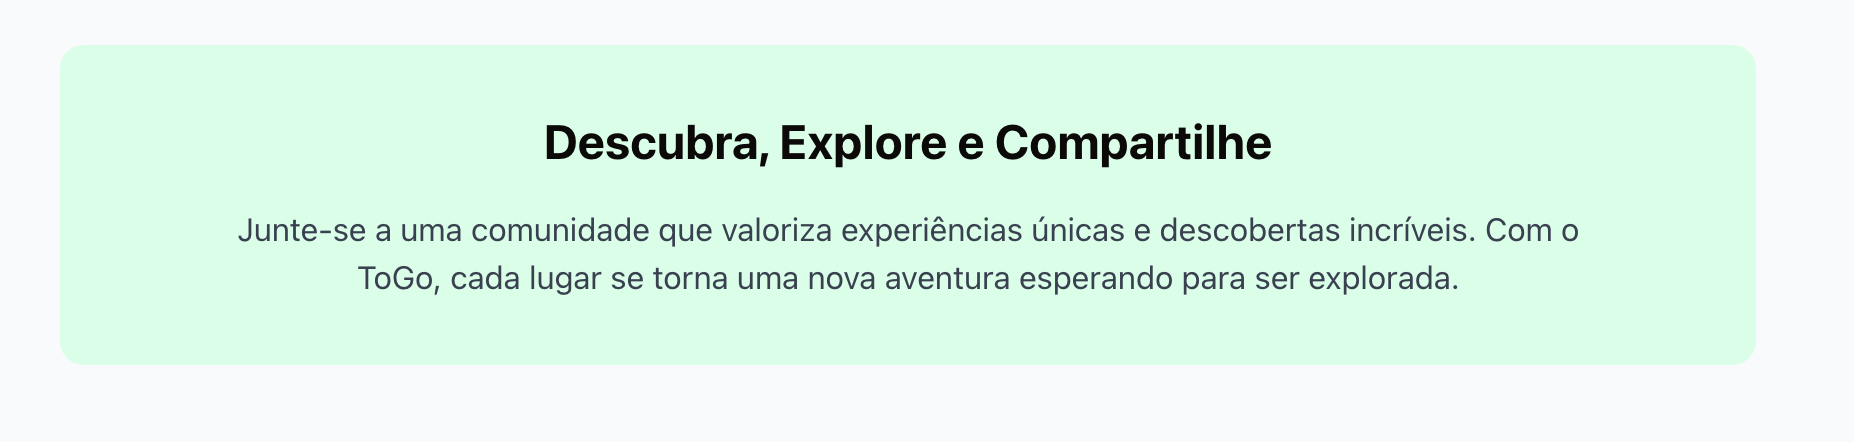 Descubra, Explore e Compartilhe
Junte-se a uma comunidade que valoriza experiências únicas e descobertas incríveis. Com o
ToGo, cada lugar se torna uma nova aventura esperando para ser explorada.